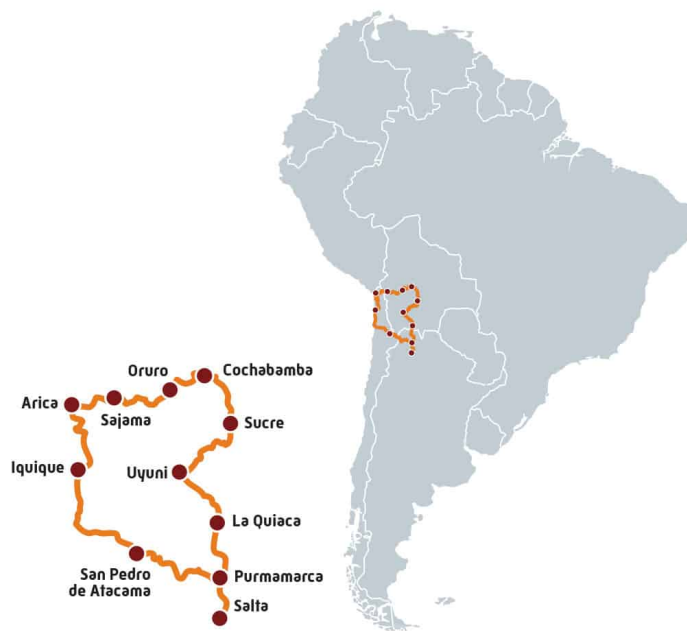 Oruro
Cochabamba
Arica
Sajama
Sucre
Iquique
Uyuni
La Quiaca
San Pedro
de Atacama
Purmamarca
Salta